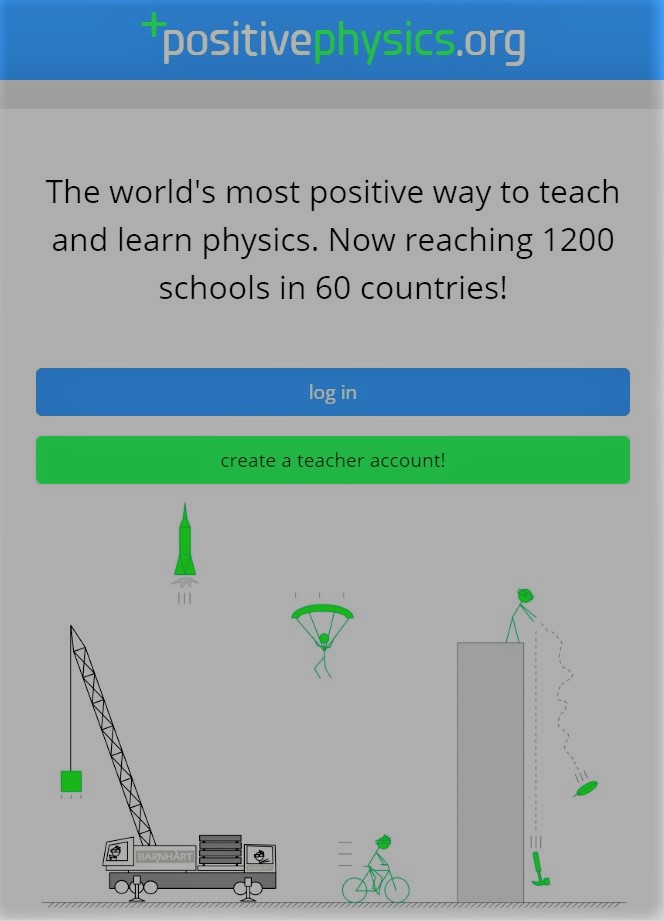 +positivephysics.org
The world's most positive way to teach
and learn physics. Now reaching 1200
schools in 60 countries!
log in
create a teacher account!
BARNHART